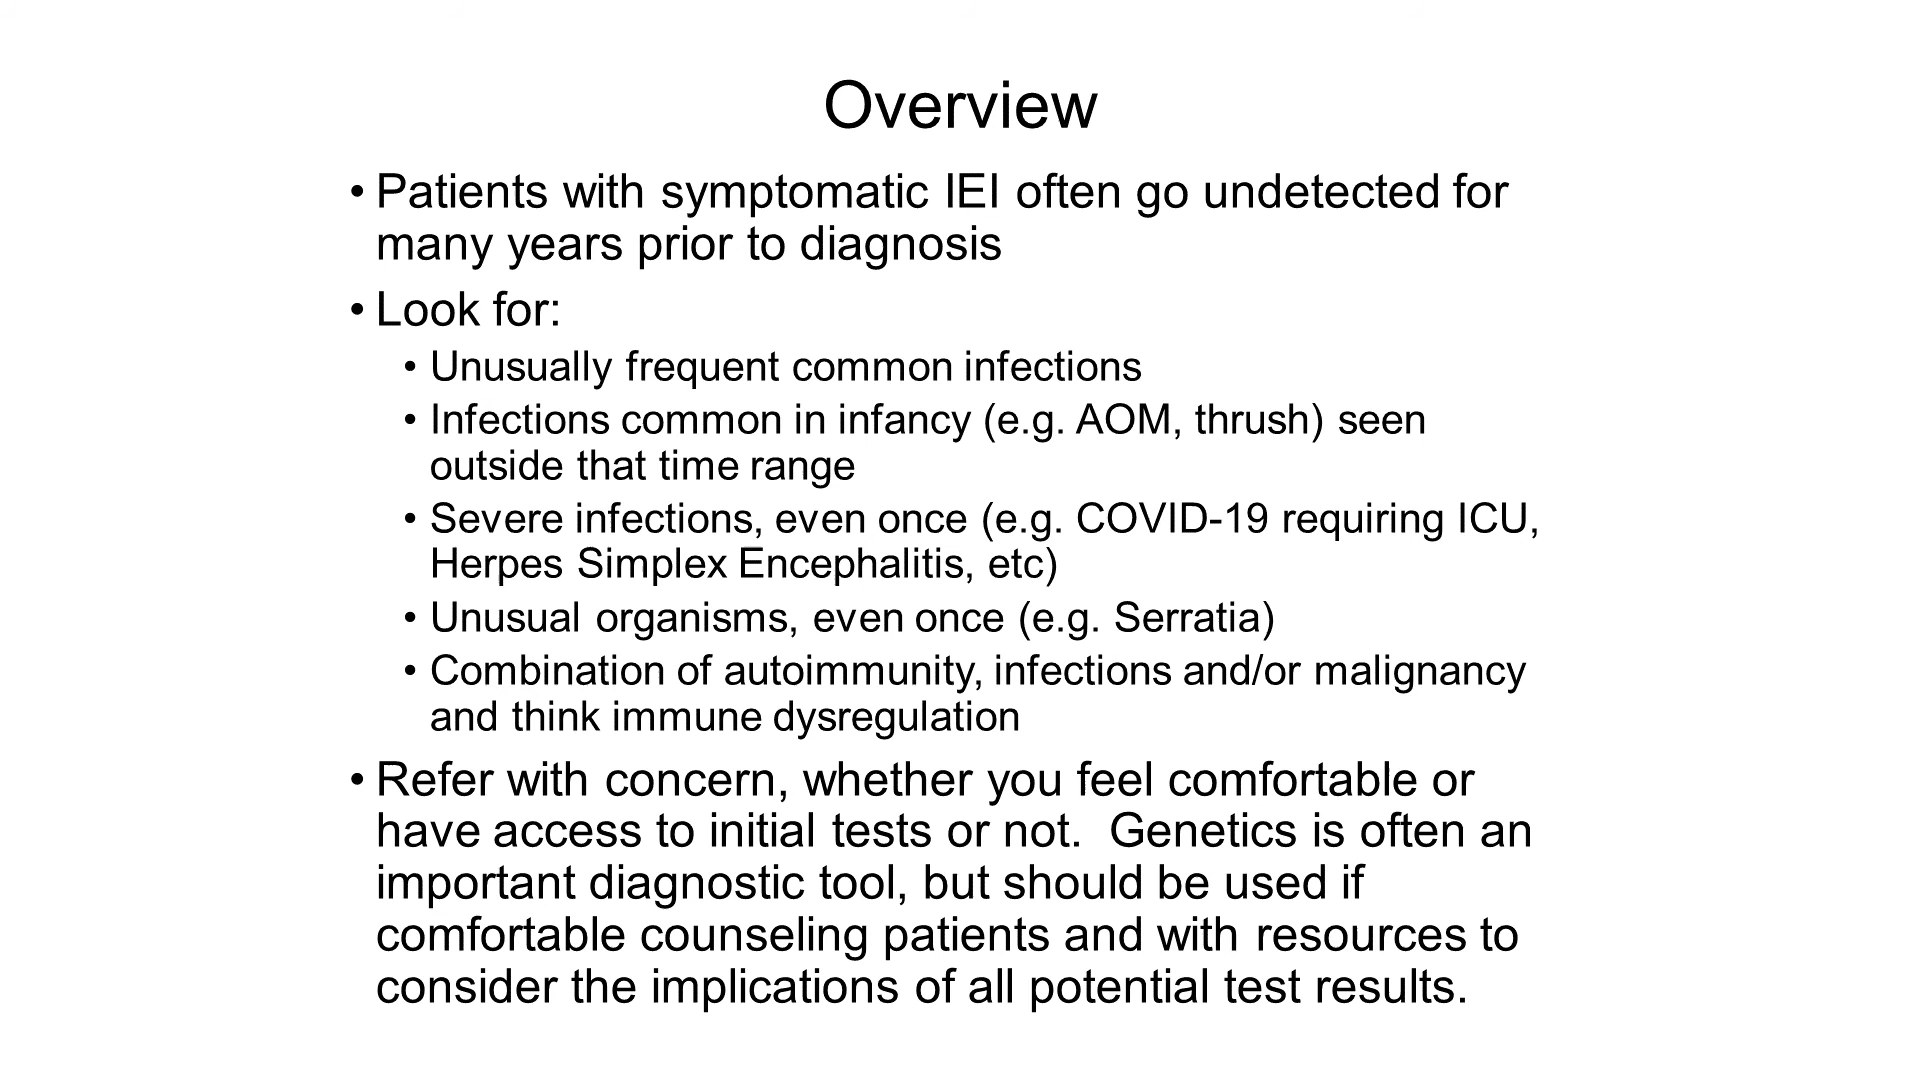 Overview
• Patients with symptomatic IEI often go undetected for
many years prior to diagnosis
• Look for:
• Unusually frequent common infections
• Infections common in infancy (e.g. AOM, thrush) seen
outside that time range
• Severe infections, even once (e.g. COVID-19 requiring ICU,
Herpes Simplex Encephalitis, etc)
• Unusual organisms, even once (e.g. Serratia)
• Combination of autoimmunity, infections and/or malignancy
and think immune dysregulation
• Refer with concern, whether you feel comfortable or
have access to initial tests or not.  Genetics is often an
important diagnostic tool, but should be used if
comfortable counseling patients and with resources to
consider the implications of all potential test results.